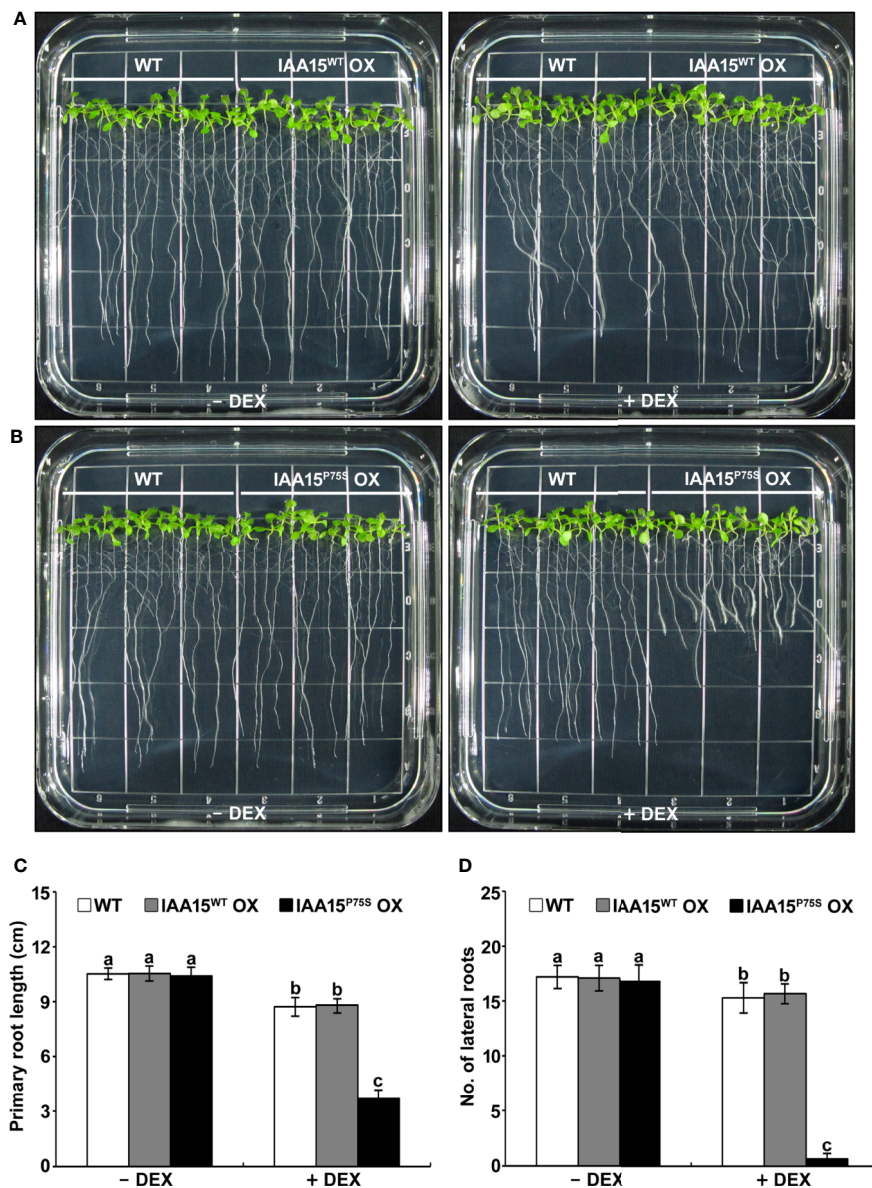 A
WT IAA15ᵂᵀ OX
WT IAA15ᵂᵀ OX
– DEX
+ DEX
B
WT IAA15ᴾ⁷⁵ˢ OX
WT IAA15ᴾ⁷⁵ˢ OX
– DEX
+ DEX
C
WT IAA15ᵂᵀ OX IAA15ᴾ⁷⁵ˢ OX
Primary root length (cm)
15
12
9
6
3
0
a a a
b b
c
– DEX + DEX
D
WT IAA15ᵂᵀ OX IAA15ᴾ⁷⁵ˢ OX
No. of lateral roots
25
20
15
10
5
0
a a a
b b
c
– DEX + DEX